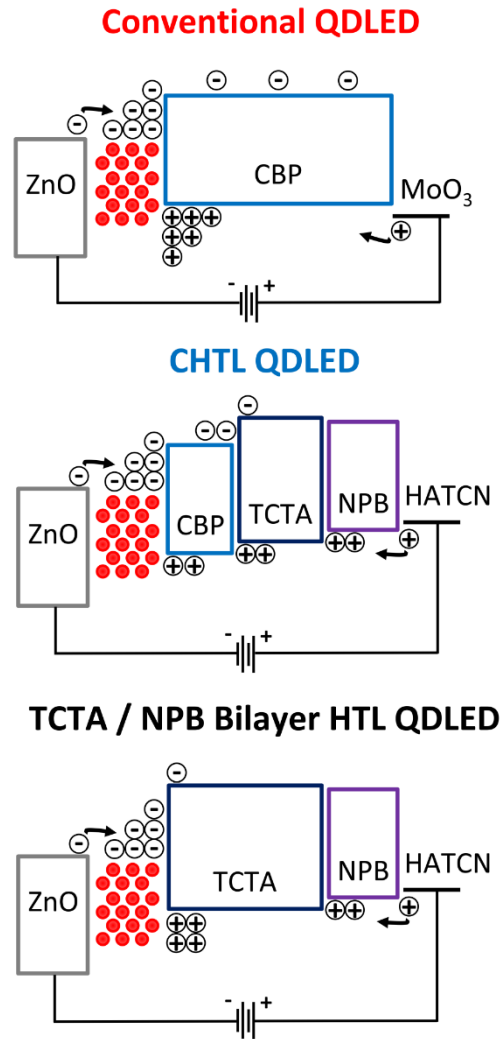 Conventional QDLED
ZnO
CBP
MoO3
- +
CHTL QDLED
ZnO
CBP
TCTA
NPB
HATCN
- +
TCTA / NPB Bilayer HTL QDLED
ZnO
TCTA
NPB
HATCN
- +